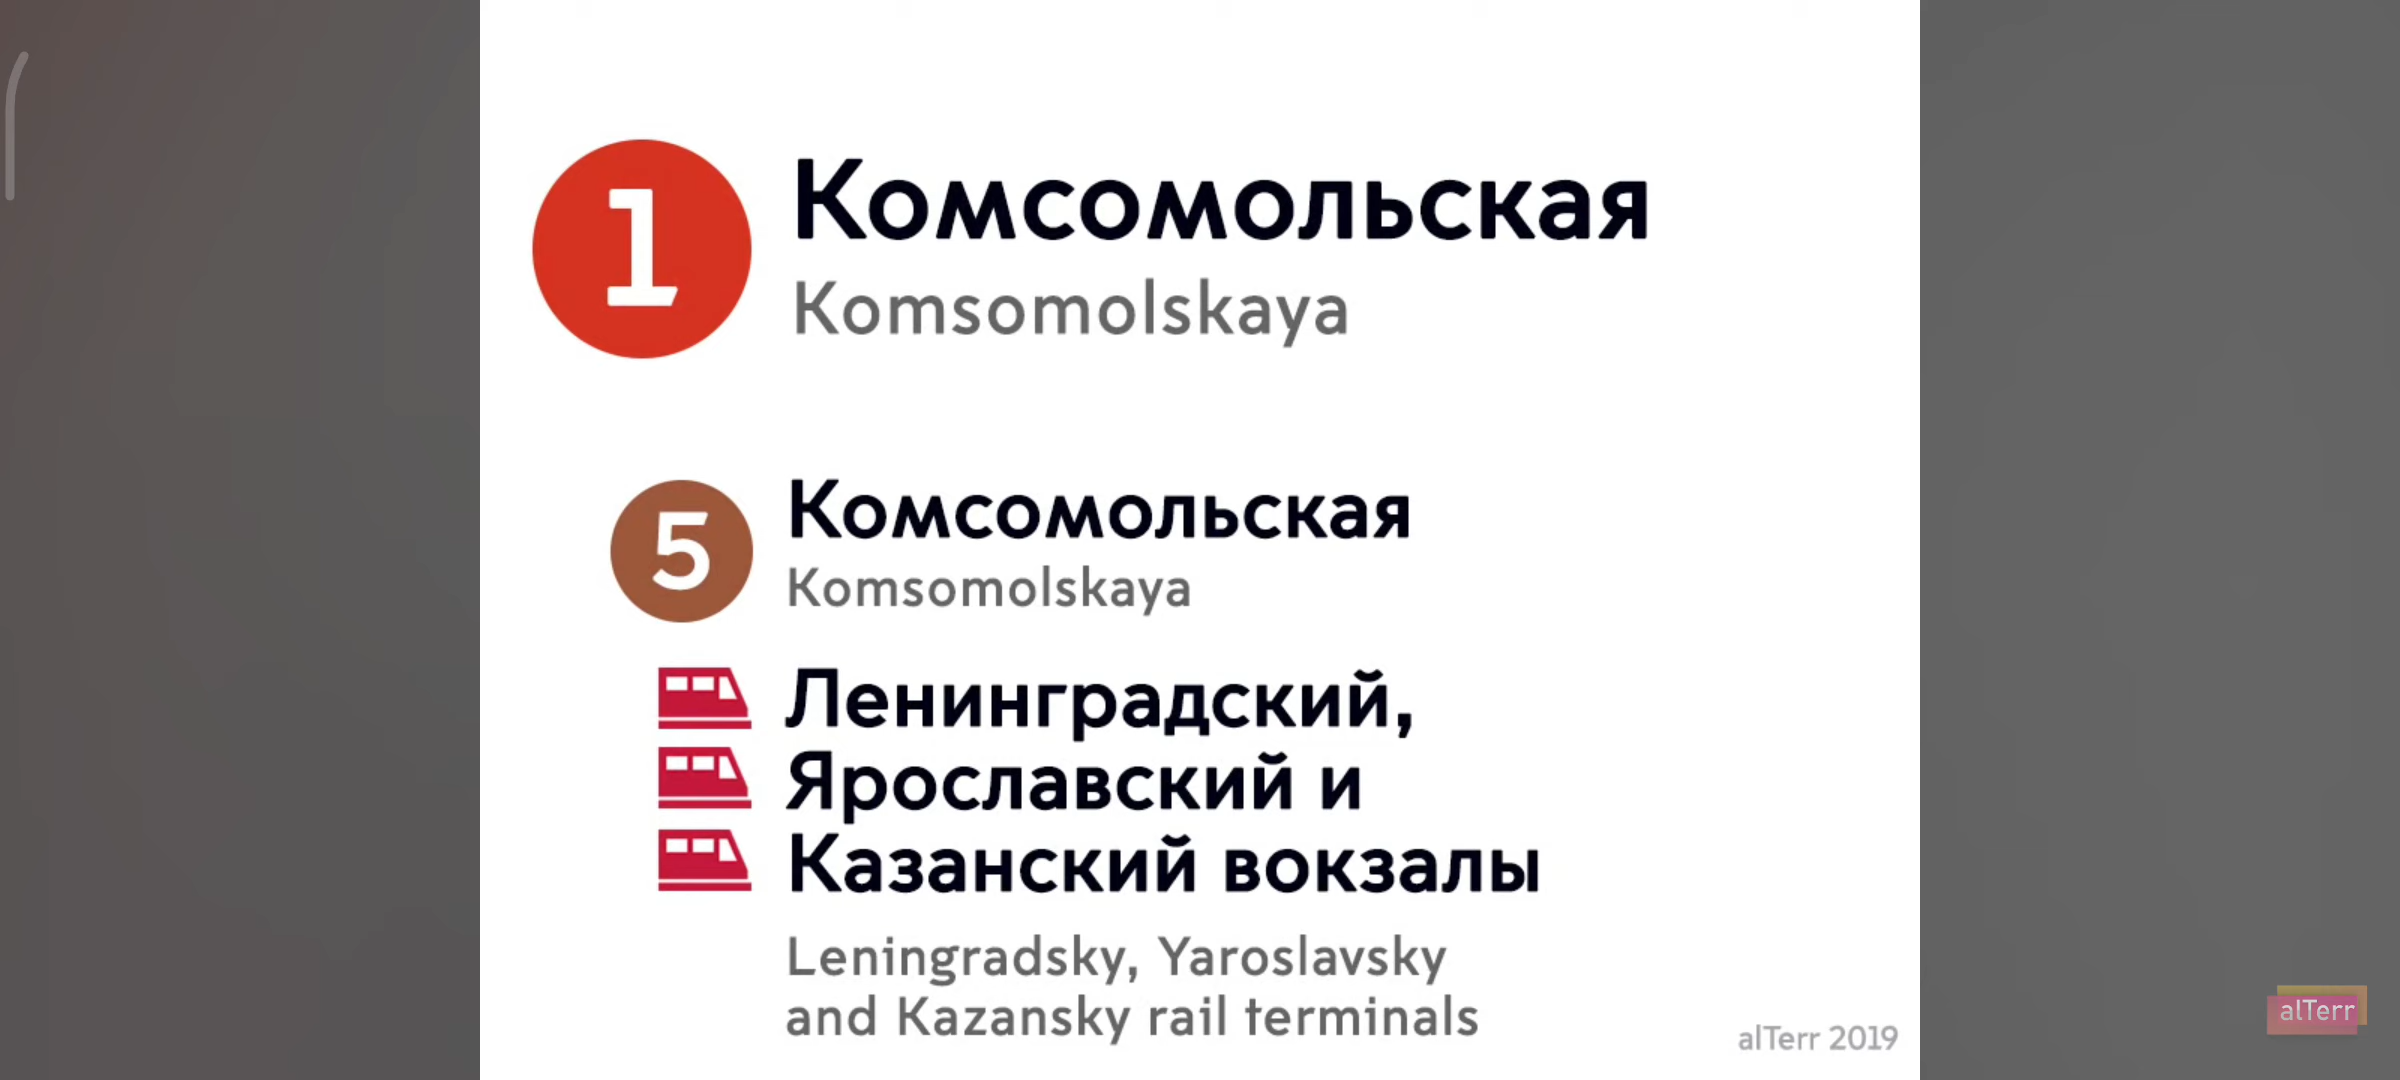 1 Комсомольская
Komsomolskaya
5 Комсомольская
Komsomolskaya
Ленинградский,
Ярославский и
Казанский вокзалы
Leningradsky, Yaroslavsky
and Kazansky rail terminals
alTerr 2019
alTerr